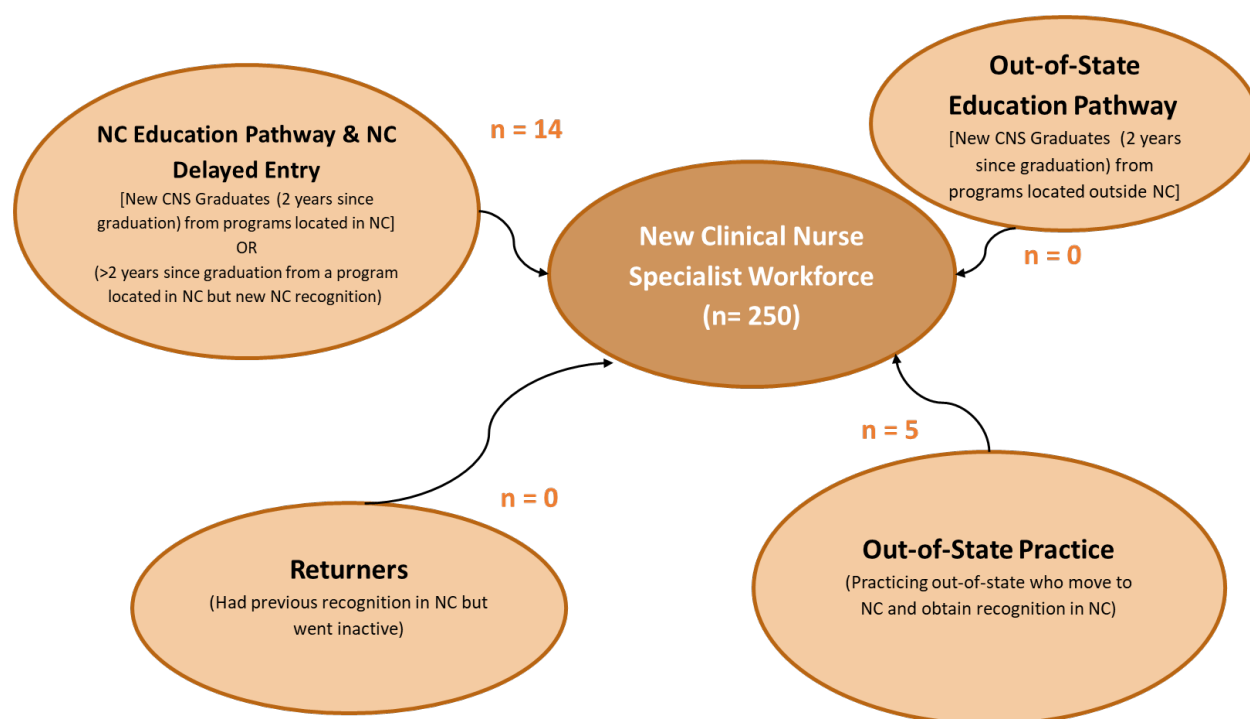 NC Education Pathway & NC
Delayed Entry
[New CNS Graduates (2 years since
graduation) from programs located in NC]
OR
(>2 years since graduation from a program
located in NC but new NC recognition)
n = 14
Out-of-State
Education Pathway
[New CNS Graduates (2 years
since graduation) from
programs located outside NC]
n = 0
New Clinical Nurse
Specialist Workforce
(n= 250)
n = 0
Returners
(Had previous recognition in NC but
went inactive)
n = 5
Out-of-State Practice
(Practicing out-of-state who move to
NC and obtain recognition in NC)